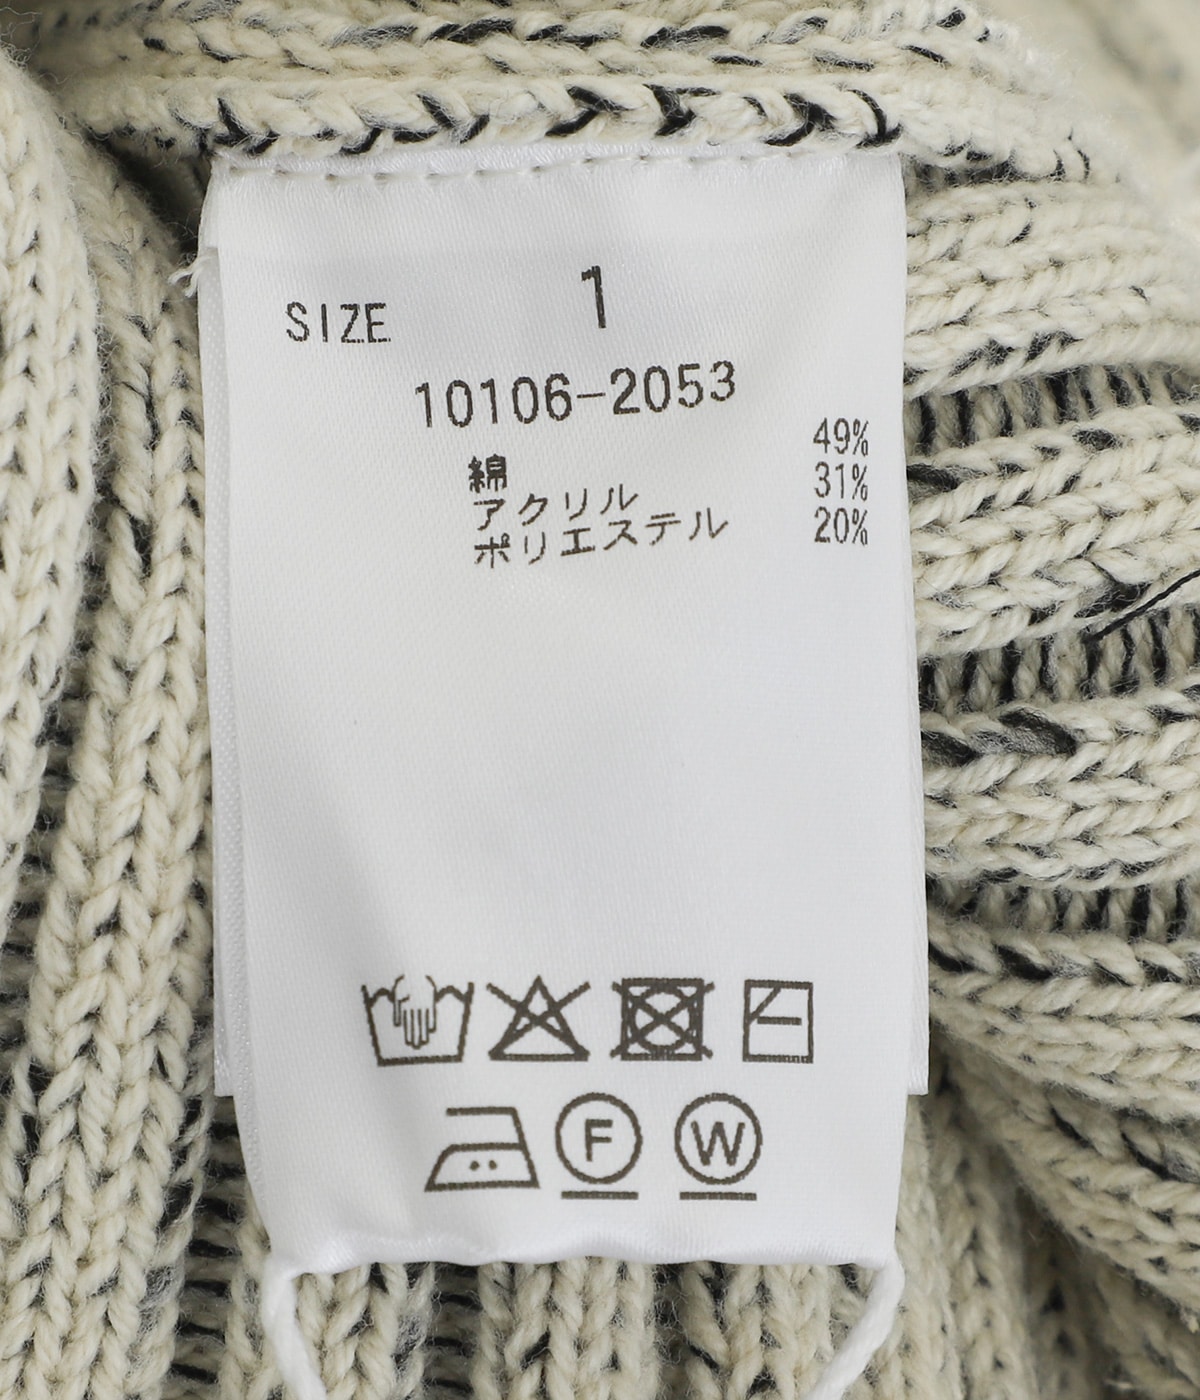 SIZE 1
10106-2053
綿 49%
アクリル 31%
ポリエステル 20%
F W